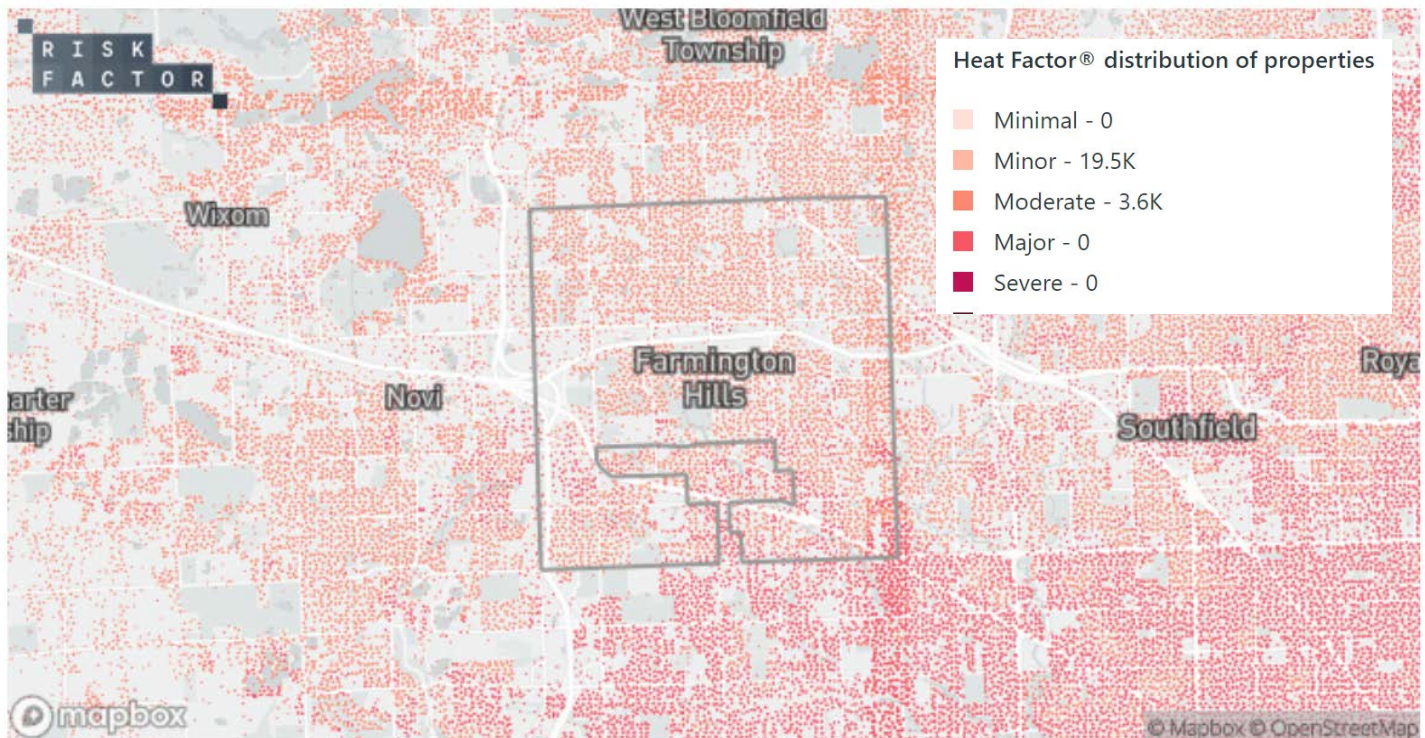 West Bloomfield
Township
RISK
FACTOR
Heat Factor® distribution of properties
Minimal - 0
Minor - 19.5K
Moderate - 3.6K
Major - 0
Severe - 0
Wixom
Farmington
Hills
Novi
Roya
arter
ship
Southfield
mapbox
© Mapbox © OpenStreetMap